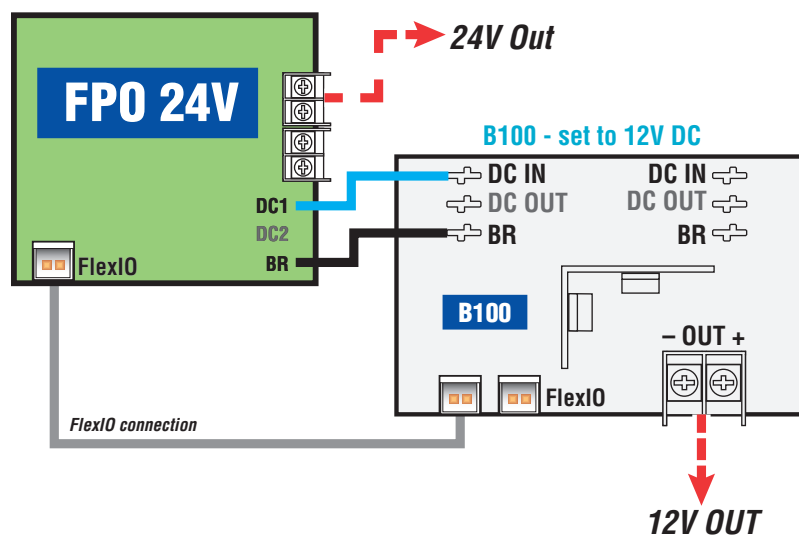 24V Out
FPO 24V
B100 - set to 12V DC
DC IN
DC IN
DC1
DC OUT
DC OUT
DC2
BR
BR
BR
FlexIO
B100
– OUT +
FlexIO
FlexIO connection
12V OUT